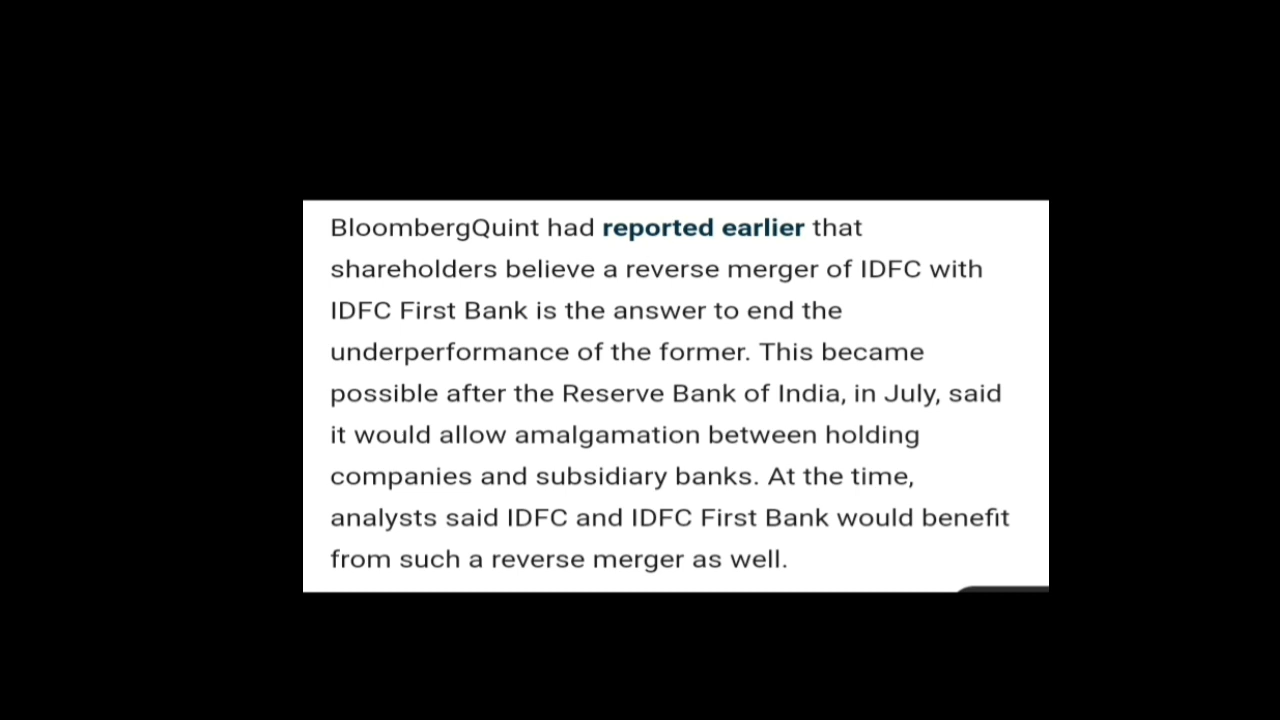 BloombergQuint had reported earlier that
shareholders believe a reverse merger of IDFC with
IDFC First Bank is the answer to end the
underperformance of the former. This became
possible after the Reserve Bank of India, in July, said
it would allow amalgamation between holding
companies and subsidiary banks. At the time,
analysts said IDFC and IDFC First Bank would benefit
from such a reverse merger as well.